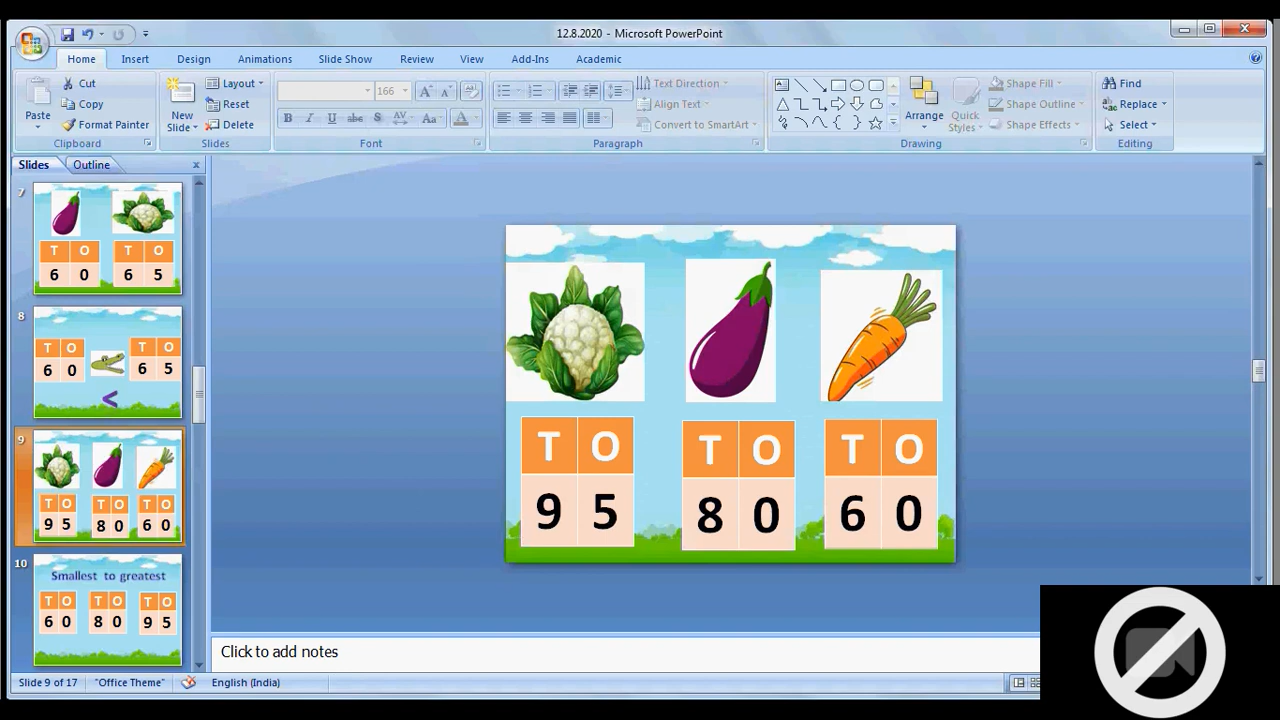 12.8.2020 - Microsoft PowerPoint
Home Insert Design Animations Slide Show Review View Add-Ins Academic
Paste
Cut
Copy
Format Painter
Clipboard
New Slide
Layout
Reset
Delete
Slides
166
B I U abc S AV Aa A
Font
Text Direction
Align Text
Convert to SmartArt
Paragraph
Arrange
Quick Styles
Shape Fill
Shape Outline
Shape Effects
Drawing
Find
Replace
Select
Editing
Slides Outline
7
T O T O
6 0 6 5
8
T O T O
6 0 6 5
<
9
T O T O T O
9 5 8 0 6 0
10
Smallest to greatest
T O T O T O
6 0 8 0 9 5
T O T O T O
9 5 8 0 6 0
Click to add notes
Slide 9 of 17 "Office Theme" English (India)